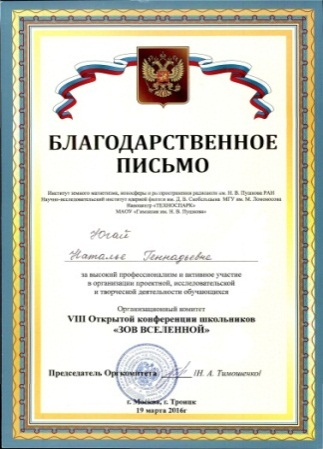 БЛАГОДАРСТВЕННОЕ
ПИСЬМО
Институт земного магнетизма, ионосферы и распространения радиоволн им. Н. В. Пушкова РАН
Научно-исследовательский институт ядерной физики им. Д. В. Скобельцына МГУ им. М. Ломоносова
«ТЕХНОСПАРК»
МАОУ «Гимназия им. Н. В. Пушкова»
Югай
Наталье Геннадьевне
за высокий профессионализм и активное участие
в организации проектной, исследовательской
и творческой деятельности обучающихся
Организационный комитет
VIII Открытой конференции школьников
«ЗОВ ВСЕЛЕННОЙ»
Председатель Оргкомитета /Н. А. Тимошенко/
г. Москва, г. Троицк
19 марта 2016г